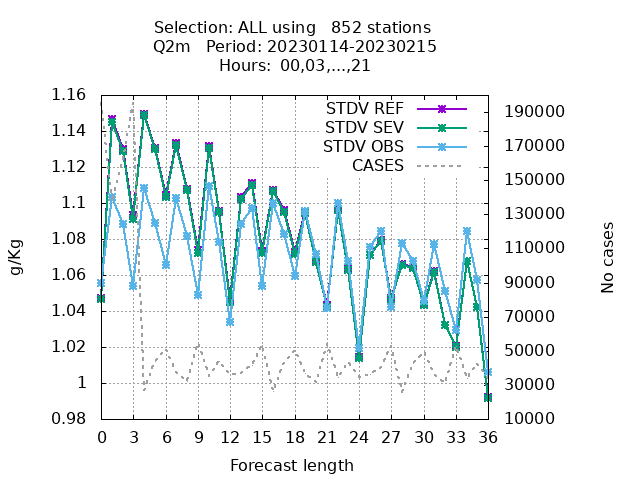 Selection: ALL using   852 stations
Q2m   Period: 20230114-20230215
Hours: 00,03,...,21
STDV REF
STDV SEV
STDV OBS
CASES
1.16
1.14
1.12
1.1
1.08
1.06
1.04
1.02
1
0.98
190000
170000
150000
130000
110000
90000
70000
50000
30000
10000
g/Kg
No cases
0 3 6 9 12 15 18 21 24 27 30 33 36
Forecast length